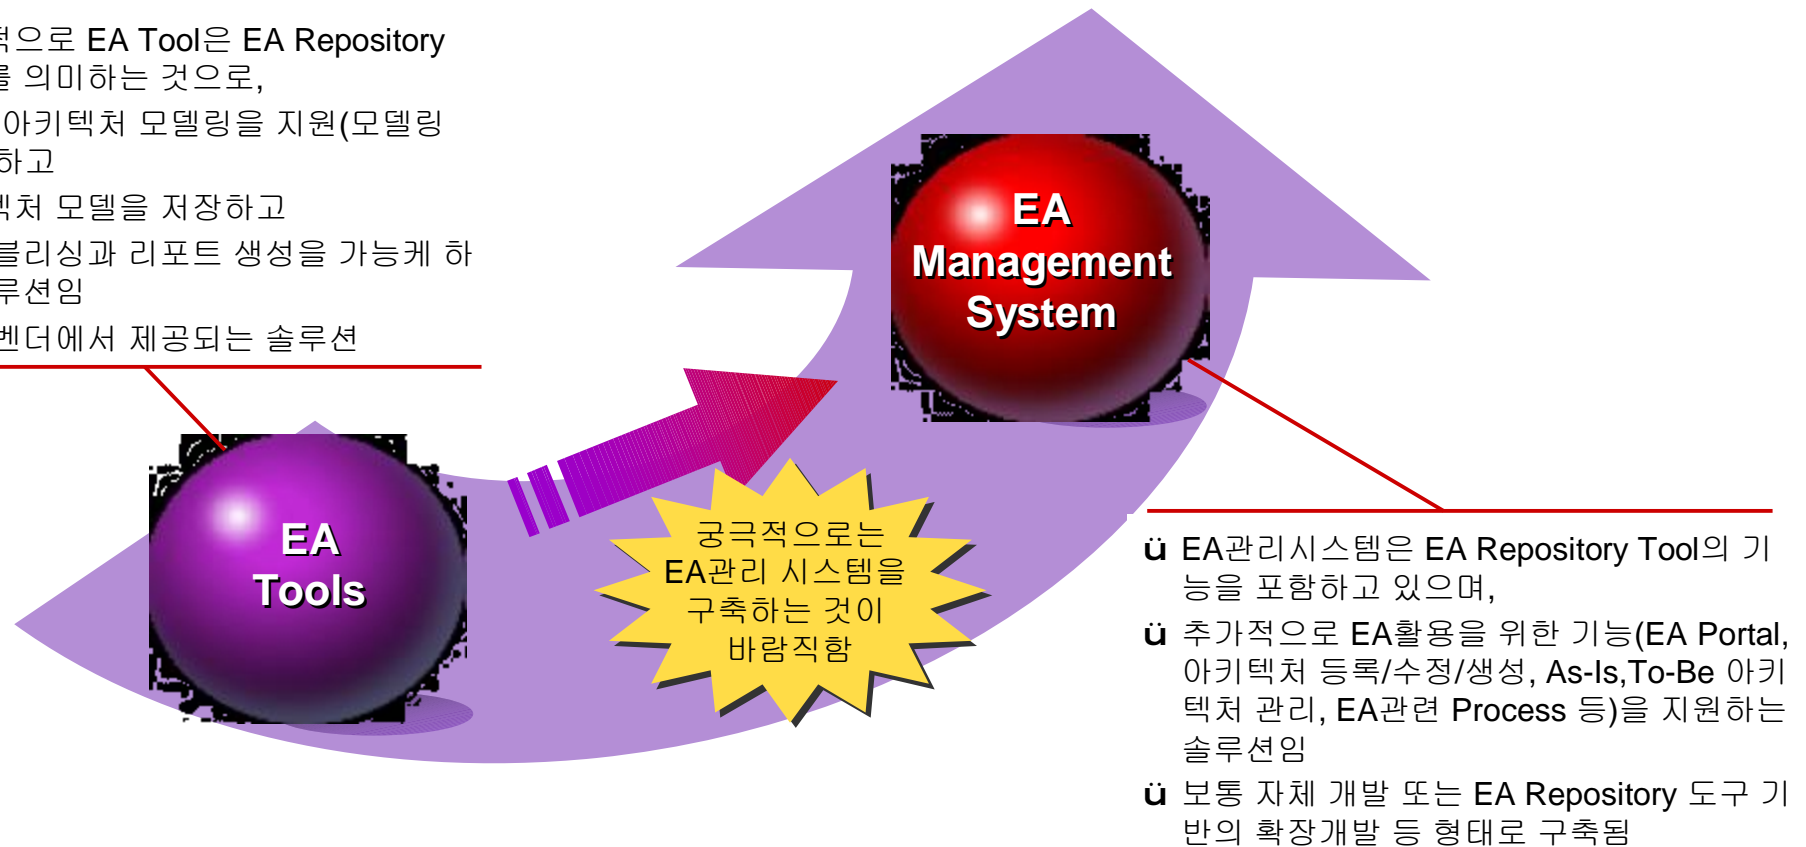 적으로 EA Tool은 EA Repository
를 의미하는 것으로,
아키텍처 모델링을 지원(모델링
하고
처 모델을 저장하고
블리싱과 리포트 생성을 가능케 하
루션임
벤더에서 제공되는 솔루션
EA
Management
System
EA
Tools
궁극적으로는
EA관리 시스템을
구축하는 것이
바람직함
ü EA관리시스템은 EA Repository Tool의 기
능을 포함하고 있으며,
ü 추가적으로 EA활용을 위한 기능(EA Portal,
아키텍처 등록/수정/생성, As-Is,To-Be 아키
텍처 관리, EA관련 Process 등)을 지원하는
솔루션임
ü 보통 자체 개발 또는 EA Repository 도구 기
반의 확장개발 등 형태로 구축됨